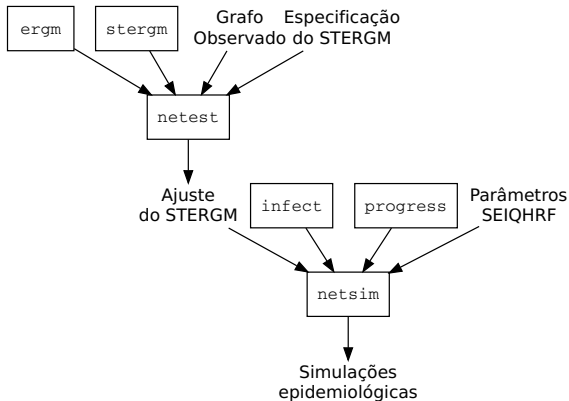 ergm
stergm
Grafo
Observado
Especificação
do STERGM
netest
Ajuste
do STERGM
infect
progress
Parâmetros
SEIQHRF
netsim
Simulações
epidemiológicas